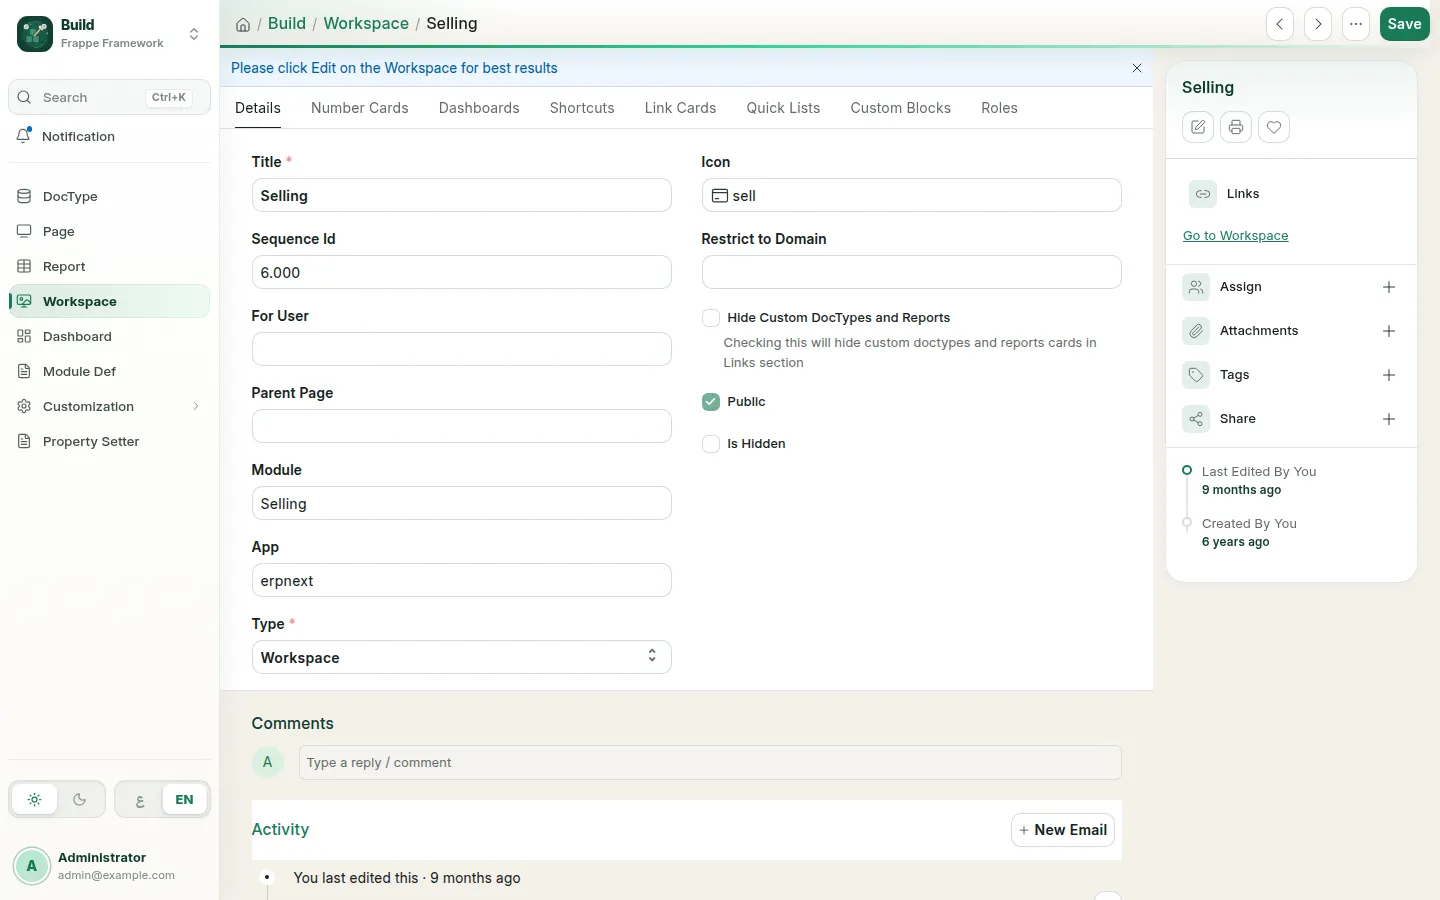 Build
Frappe Framework
Search
Ctrl+K
Notification
DocType
Page
Report
Workspace
Dashboard
Module Def
Customization
Property Setter
ع
EN
A
Administrator
admin@example.com
/ Build / Workspace / Selling
Save
Please click Edit on the Workspace for best results
Details
Number Cards
Dashboards
Shortcuts
Link Cards
Quick Lists
Custom Blocks
Roles
Title *
Selling
Sequence Id
6.000
For User
Parent Page
Module
Selling
App
erpnext
Type *
Workspace
Icon
sell
Restrict to Domain
Hide Custom DocTypes and Reports
Checking this will hide custom doctypes and reports cards in
Links section
Public
Is Hidden
Comments
A
Type a reply / comment
Activity
+ New Email
You last edited this · 9 months ago
Selling
Links
Go to Workspace
Assign
Attachments
Tags
Share
Last Edited By You
9 months ago
Created By You
6 years ago